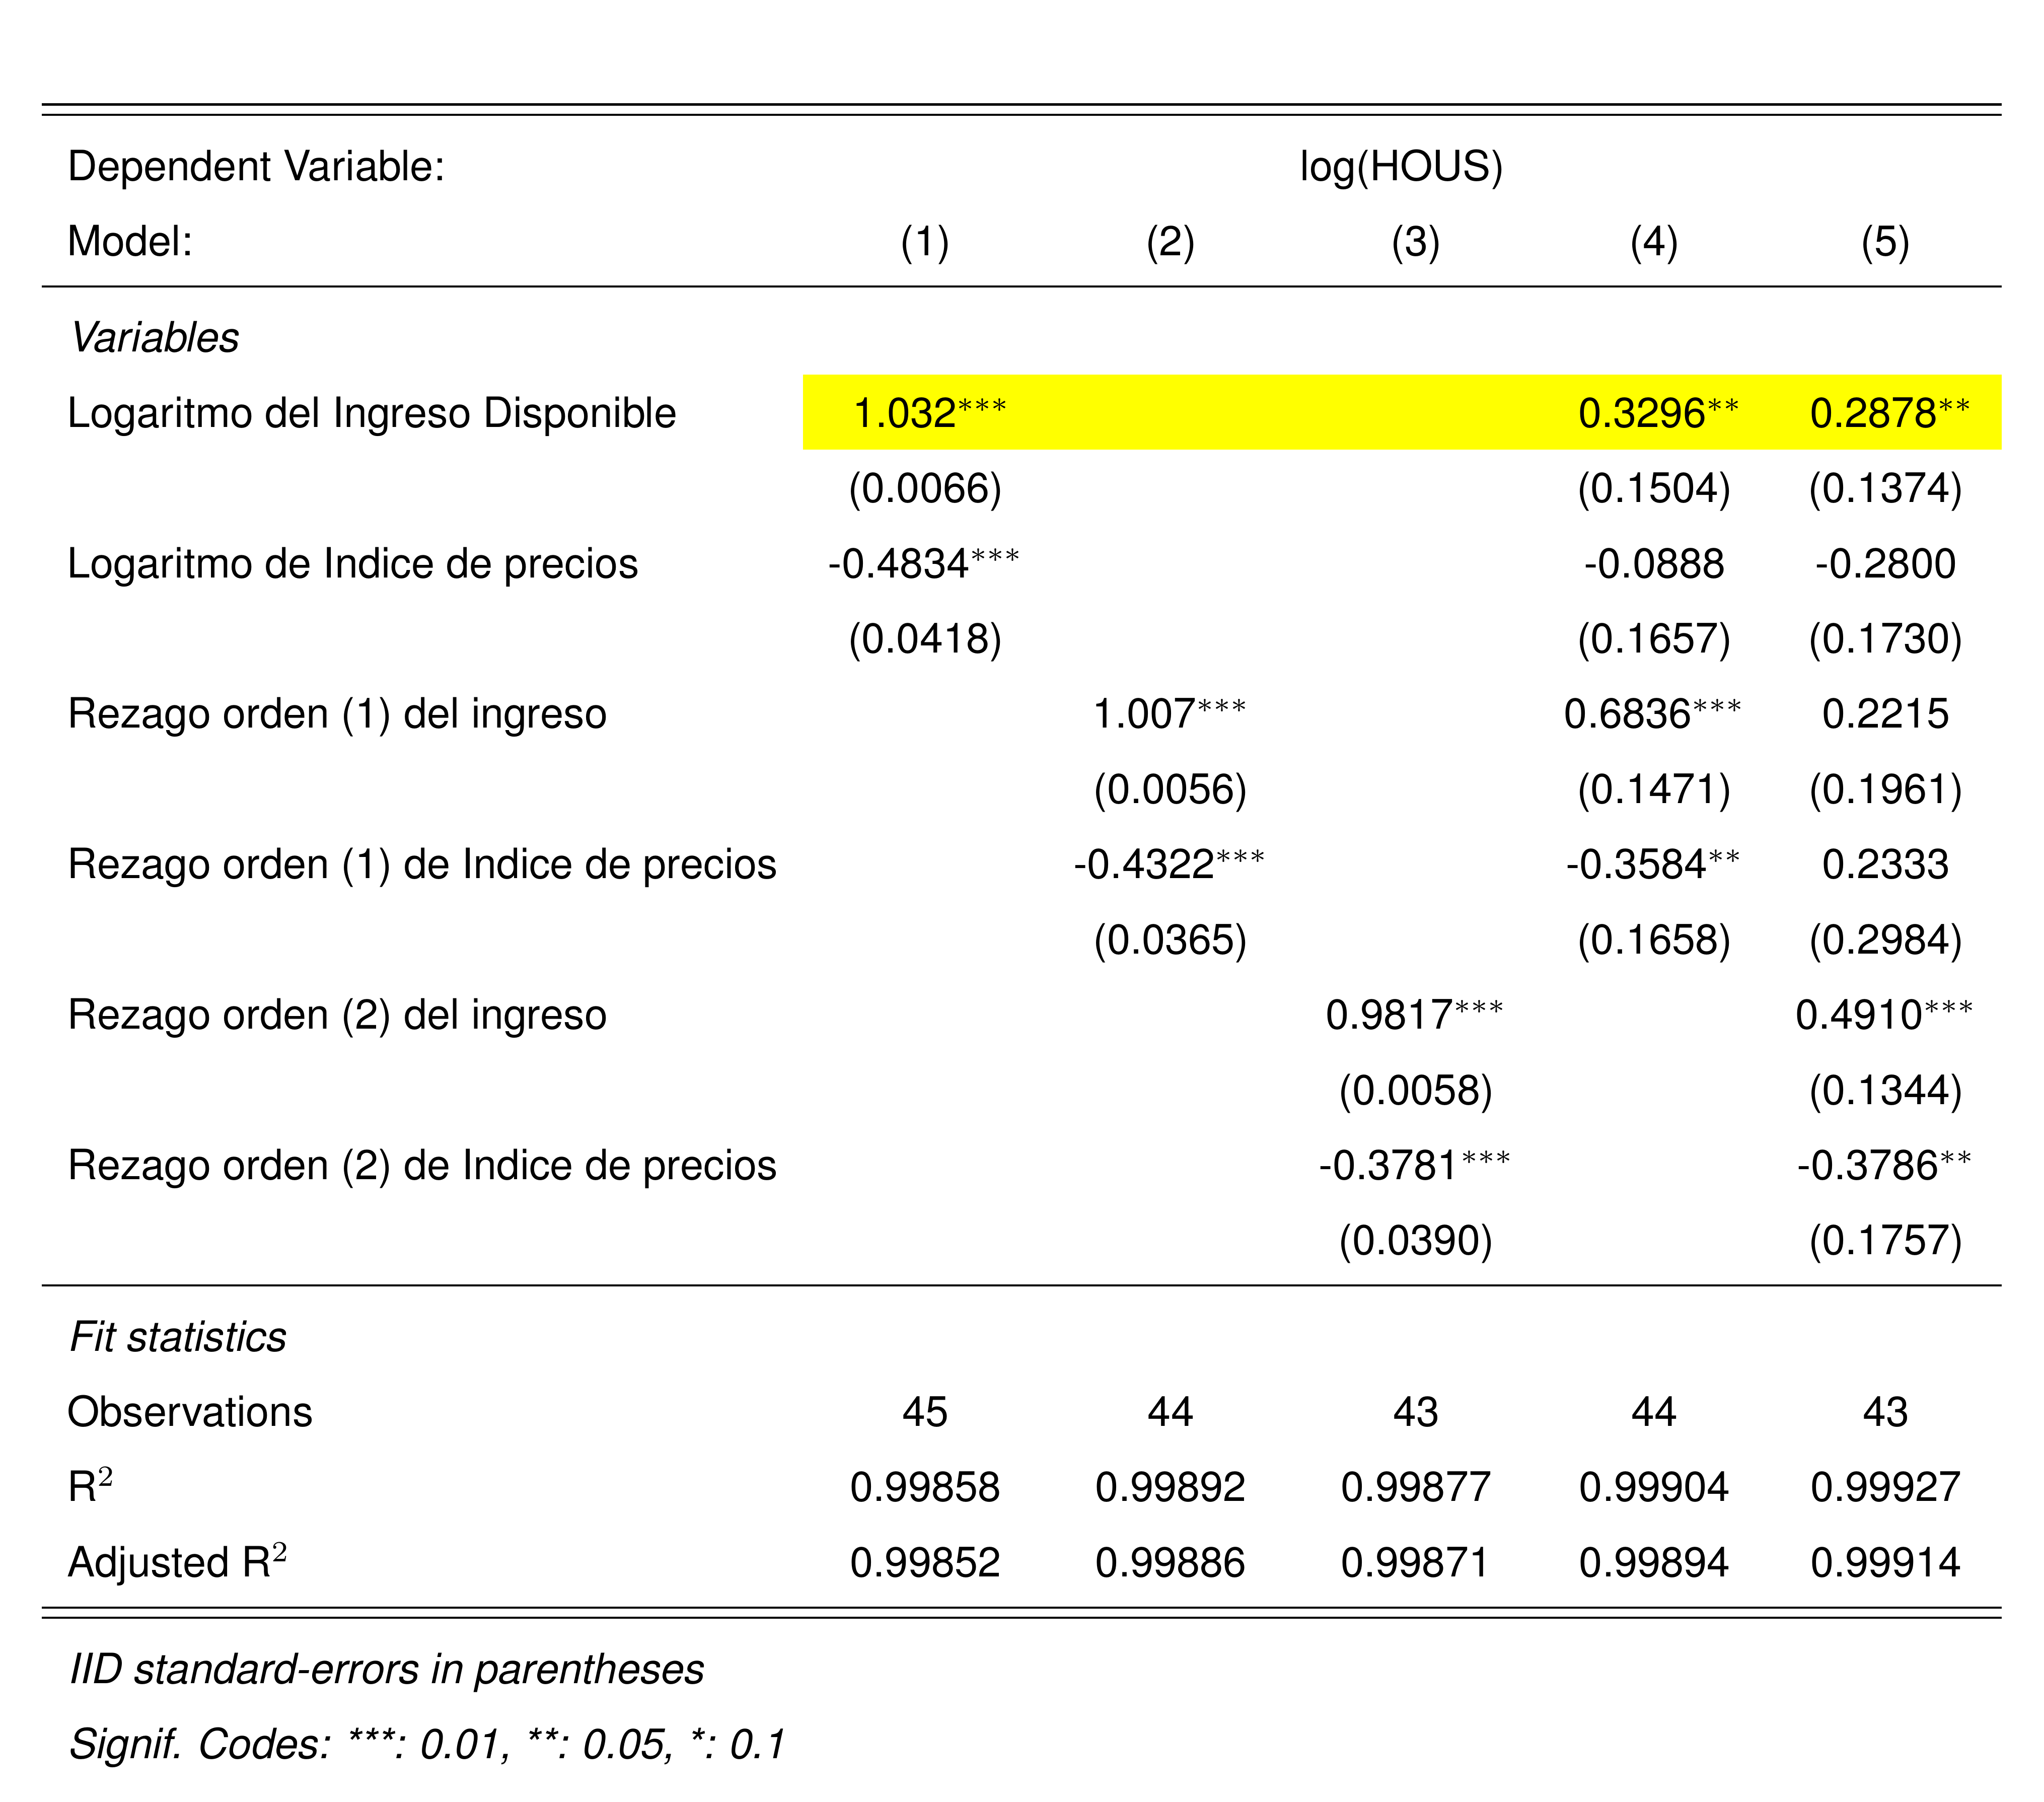 Dependent Variable: log(HOUS)
Model: (1) (2) (3) (4) (5)
Variables
Logaritmo del Ingreso Disponible 1.032*** 0.3296** 0.2878**
(0.0066) (0.1504) (0.1374)
Logaritmo de Indice de precios -0.4834*** -0.0888 -0.2800
(0.0418) (0.1657) (0.1730)
Rezago orden (1) del ingreso 1.007*** 0.6836*** 0.2215
(0.0056) (0.1471) (0.1961)
Rezago orden (1) de Indice de precios -0.4322*** -0.3584** 0.2333
(0.0365) (0.1658) (0.2984)
Rezago orden (2) del ingreso 0.9817*** 0.4910***
(0.0058) (0.1344)
Rezago orden (2) de Indice de precios -0.3781*** -0.3786**
(0.0390) (0.1757)
Fit statistics
Observations 45 44 43 44 43
R² 0.99858 0.99892 0.99877 0.99904 0.99927
Adjusted R² 0.99852 0.99886 0.99871 0.99894 0.99914
IID standard-errors in parentheses
Signif. Codes: ***: 0.01, **: 0.05, *: 0.1